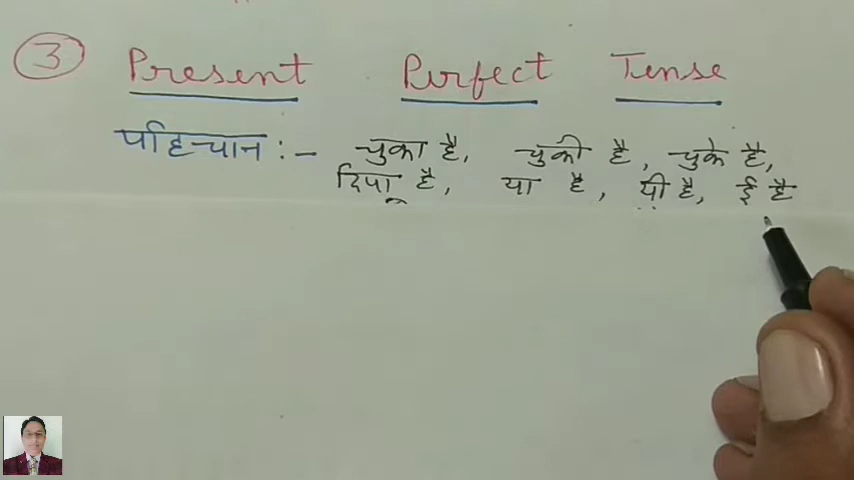 3 Present Perfect Tense
पहिचान :- चुका है, चुकी है, चुके है,
दिया है, या है, यी है, ई है